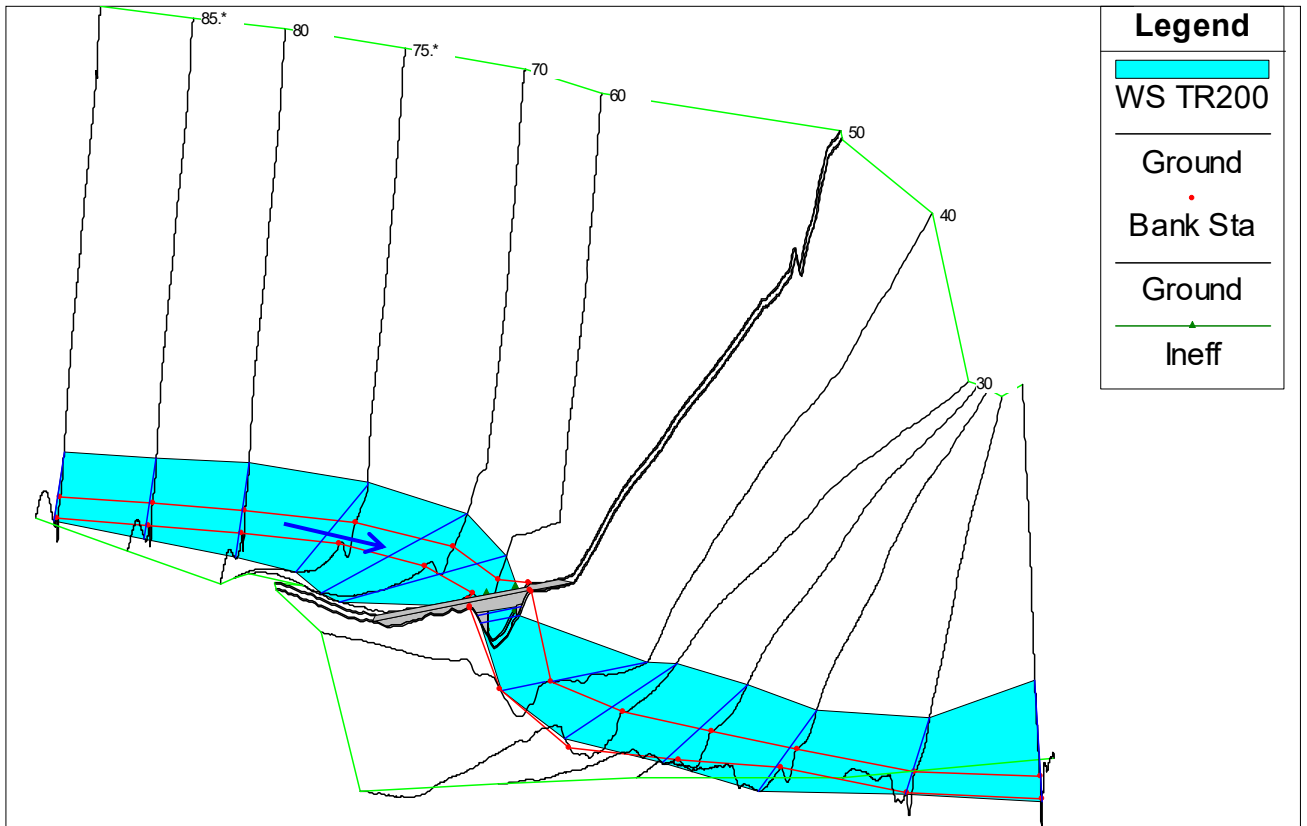 85.*
80
75.*
70
60
50
40
30
Legend
WS TR200
Ground
Bank Sta
Ground
Ineff